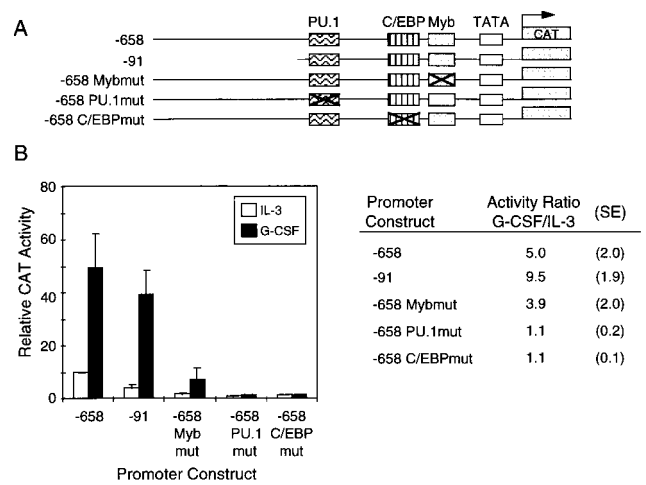 A
PU.1 C/EBP Myb TATA
-658 CAT
-91
-658 Mybmut
-658 PU.1mut
-658 C/EBPmut
B
Relative CAT Activity
80
60
40
20
0
IL-3
G-CSF
-658 -91 -658 -658 -658
Myb PU.1 C/EBP
mut mut mut
Promoter Construct
Promoter Activity Ratio (SE)
Construct G-CSF/IL-3
-658 5.0 (2.0)
-91 9.5 (1.9)
-658 Mybmut 3.9 (2.0)
-658 PU.1mut 1.1 (0.2)
-658 C/EBPmut 1.1 (0.1)